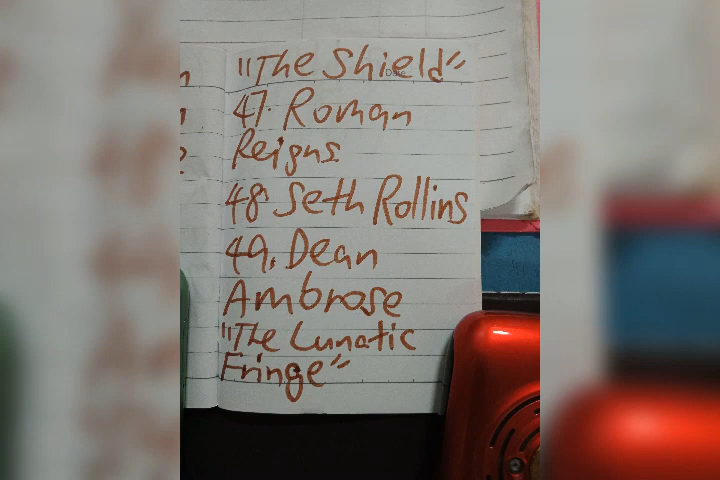 "The Shield"
47. Roman
Reigns
48. Seth Rollins
49. Dean
Ambrose
"The Lunatic
Fringe"